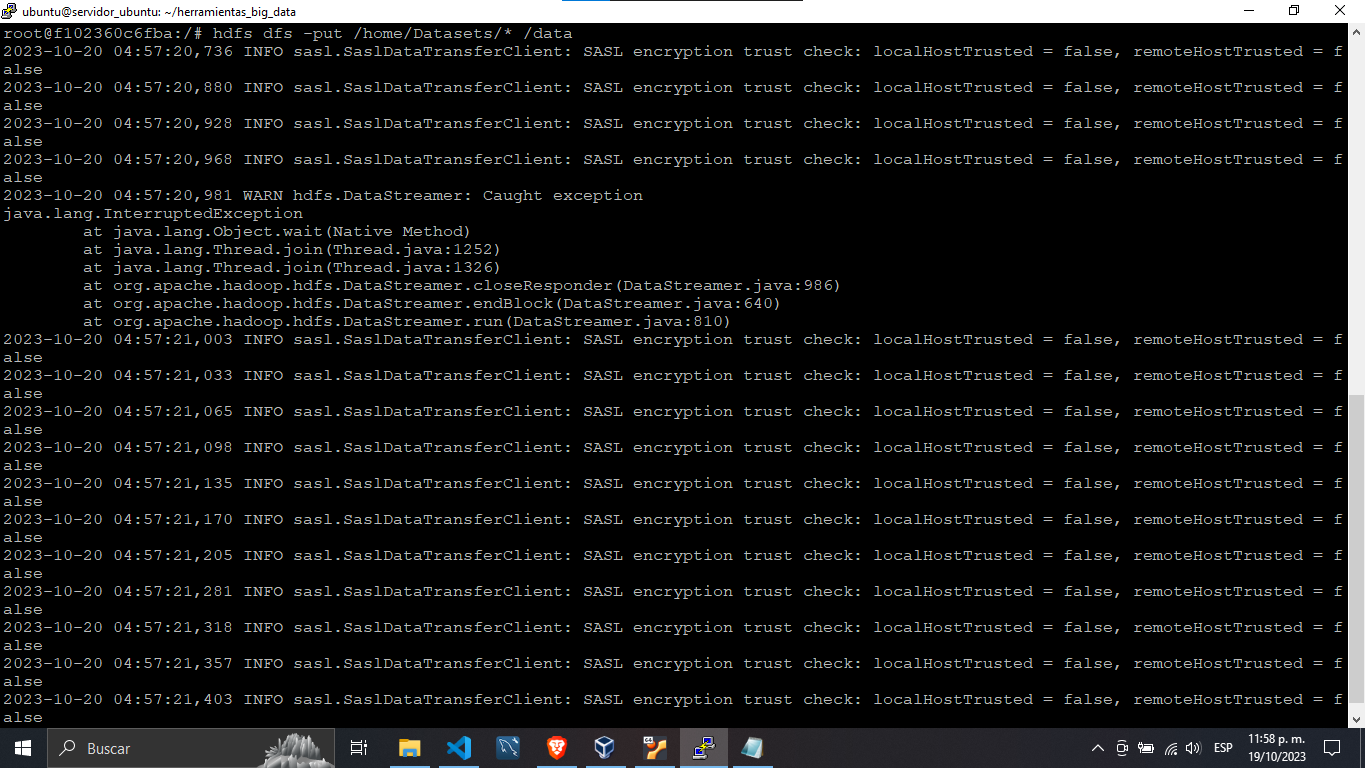 ubuntu@servidor_ubuntu: ~/herramientas_big_data
root@f102360c6fba:/# hdfs dfs -put /home/Datasets/* /data
2023-10-20 04:57:20,736 INFO sasl.SaslDataTransferClient: SASL encryption trust check: localHostTrusted = false, remoteHostTrusted = f
alse
2023-10-20 04:57:20,880 INFO sasl.SaslDataTransferClient: SASL encryption trust check: localHostTrusted = false, remoteHostTrusted = f
alse
2023-10-20 04:57:20,928 INFO sasl.SaslDataTransferClient: SASL encryption trust check: localHostTrusted = false, remoteHostTrusted = f
alse
2023-10-20 04:57:20,968 INFO sasl.SaslDataTransferClient: SASL encryption trust check: localHostTrusted = false, remoteHostTrusted = f
alse
2023-10-20 04:57:20,981 WARN hdfs.DataStreamer: Caught exception
java.lang.InterruptedException
at java.lang.Object.wait(Native Method)
at java.lang.Thread.join(Thread.java:1252)
at java.lang.Thread.join(Thread.java:1326)
at org.apache.hadoop.hdfs.DataStreamer.closeResponder(DataStreamer.java:986)
at org.apache.hadoop.hdfs.DataStreamer.endBlock(DataStreamer.java:640)
at org.apache.hadoop.hdfs.DataStreamer.run(DataStreamer.java:810)
2023-10-20 04:57:21,003 INFO sasl.SaslDataTransferClient: SASL encryption trust check: localHostTrusted = false, remoteHostTrusted = f
alse
2023-10-20 04:57:21,033 INFO sasl.SaslDataTransferClient: SASL encryption trust check: localHostTrusted = false, remoteHostTrusted = f
alse
2023-10-20 04:57:21,065 INFO sasl.SaslDataTransferClient: SASL encryption trust check: localHostTrusted = false, remoteHostTrusted = f
alse
2023-10-20 04:57:21,098 INFO sasl.SaslDataTransferClient: SASL encryption trust check: localHostTrusted = false, remoteHostTrusted = f
alse
2023-10-20 04:57:21,135 INFO sasl.SaslDataTransferClient: SASL encryption trust check: localHostTrusted = false, remoteHostTrusted = f
alse
2023-10-20 04:57:21,170 INFO sasl.SaslDataTransferClient: SASL encryption trust check: localHostTrusted = false, remoteHostTrusted = f
alse
2023-10-20 04:57:21,205 INFO sasl.SaslDataTransferClient: SASL encryption trust check: localHostTrusted = false, remoteHostTrusted = f
alse
2023-10-20 04:57:21,281 INFO sasl.SaslDataTransferClient: SASL encryption trust check: localHostTrusted = false, remoteHostTrusted = f
alse
2023-10-20 04:57:21,318 INFO sasl.SaslDataTransferClient: SASL encryption trust check: localHostTrusted = false, remoteHostTrusted = f
alse
2023-10-20 04:57:21,357 INFO sasl.SaslDataTransferClient: SASL encryption trust check: localHostTrusted = false, remoteHostTrusted = f
alse
2023-10-20 04:57:21,403 INFO sasl.SaslDataTransferClient: SASL encryption trust check: localHostTrusted = false, remoteHostTrusted = f
alse
Buscar
64
ESP
11:58 p. m.
19/10/2023